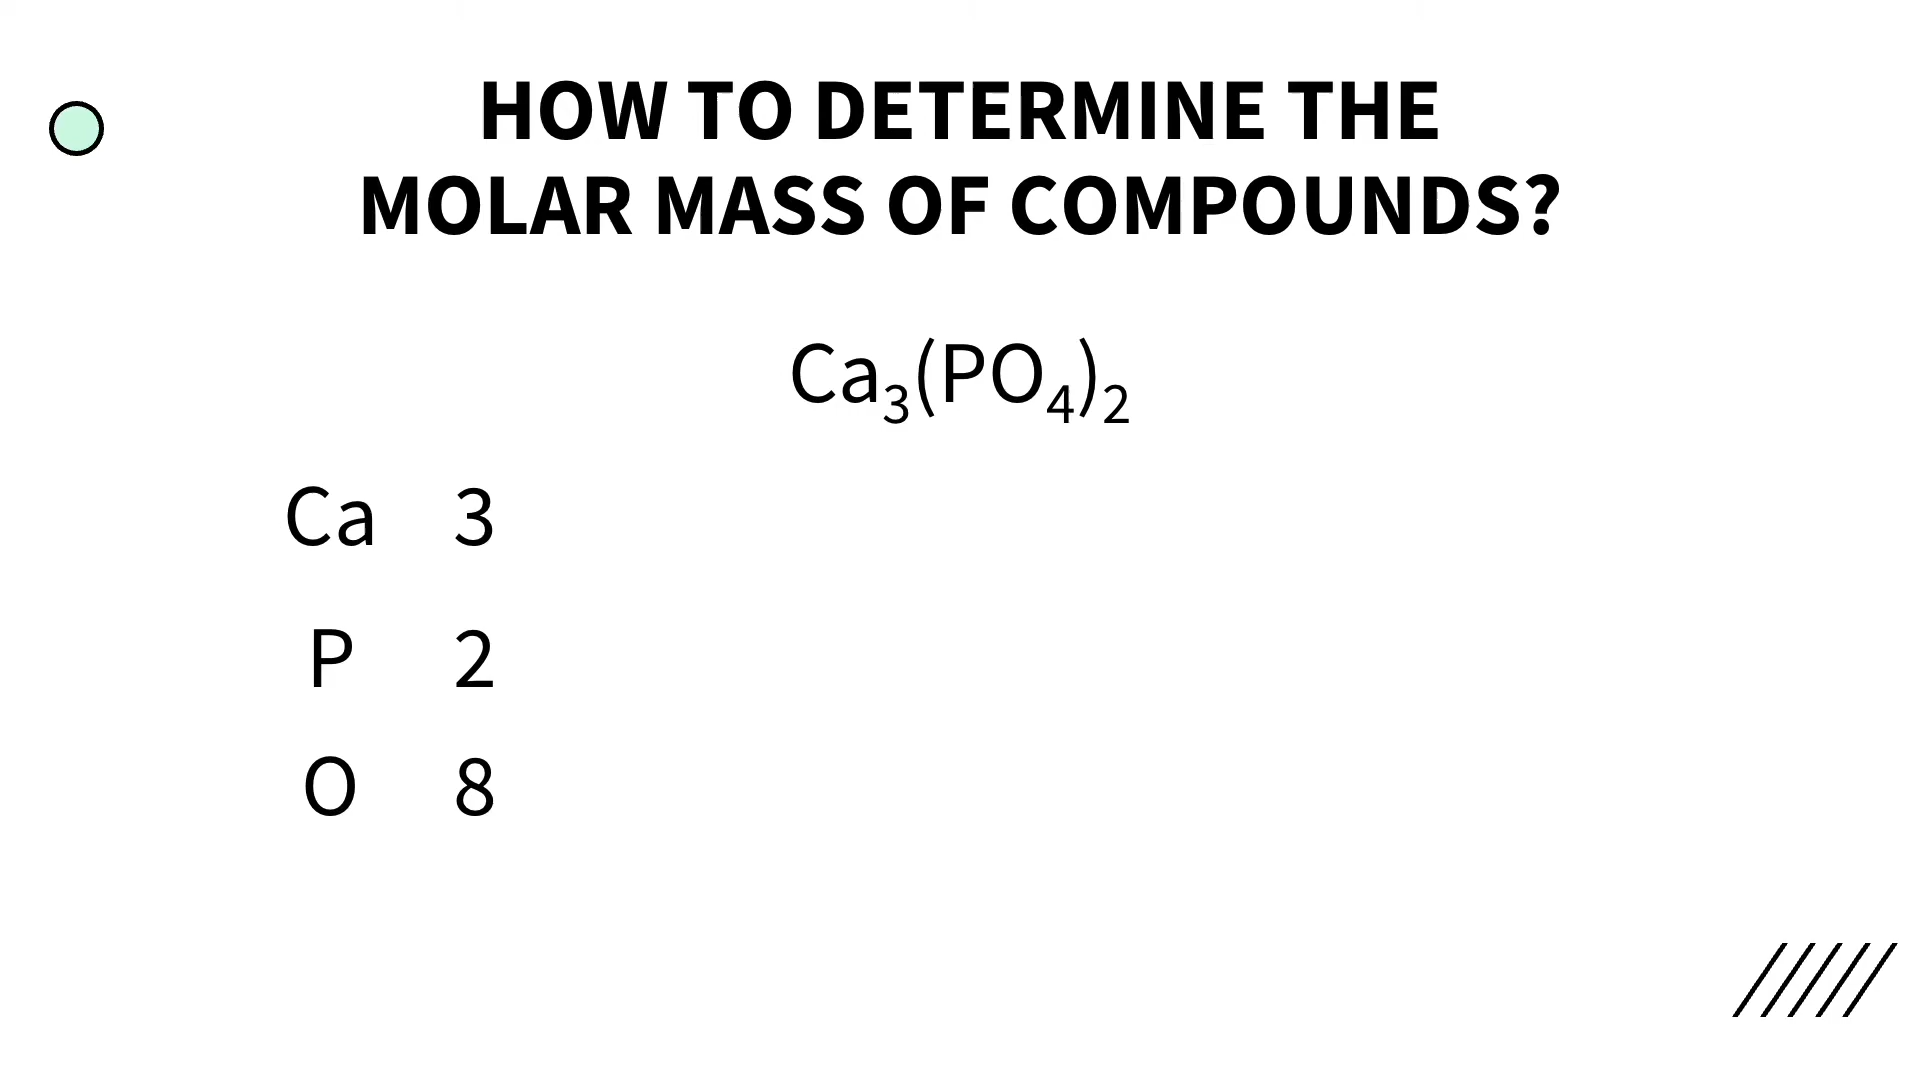 HOW TO DETERMINE THE
MOLAR MASS OF COMPOUNDS?
Ca₃(PO₄)₂
Ca 3
P 2
O 8